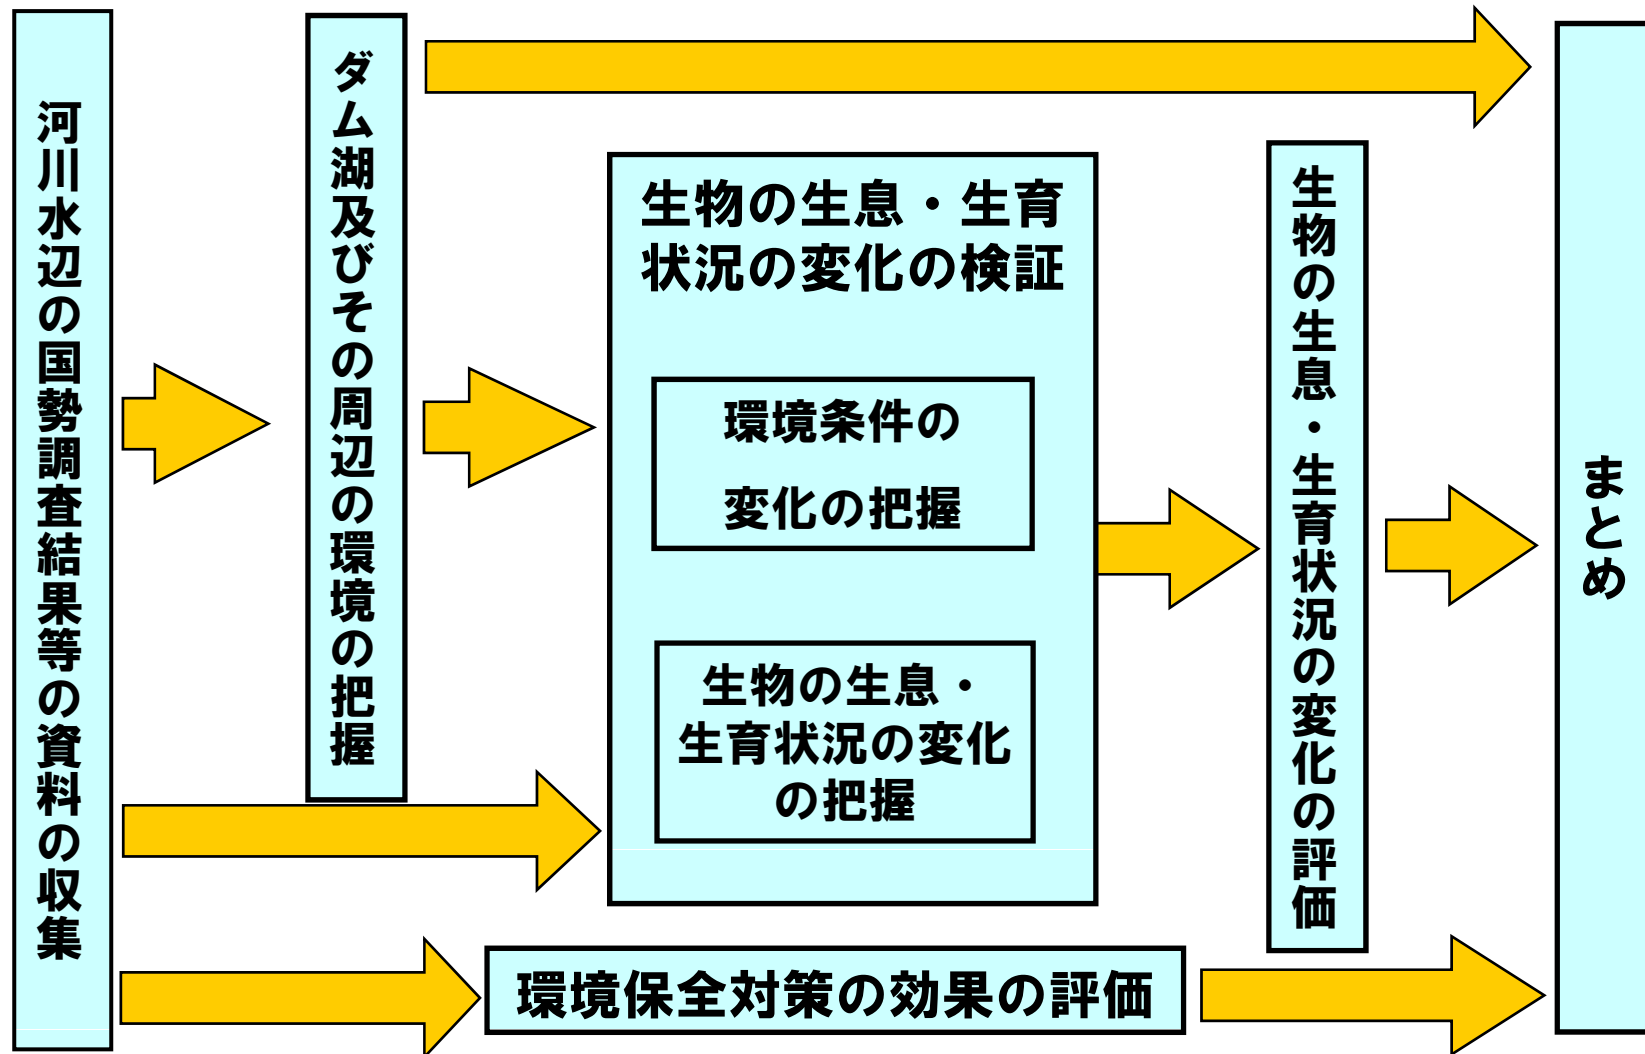 河川水辺の国勢調査結果等の資料の収集
ダム湖及びその周辺の環境の把握
生物の生息・生育
状況の変化の検証
環境条件の
変化の把握
生物の生息・
生育状況の変化
の把握
生物の生息・生育状況の変化の評価
環境保全対策の効果の評価
まとめ